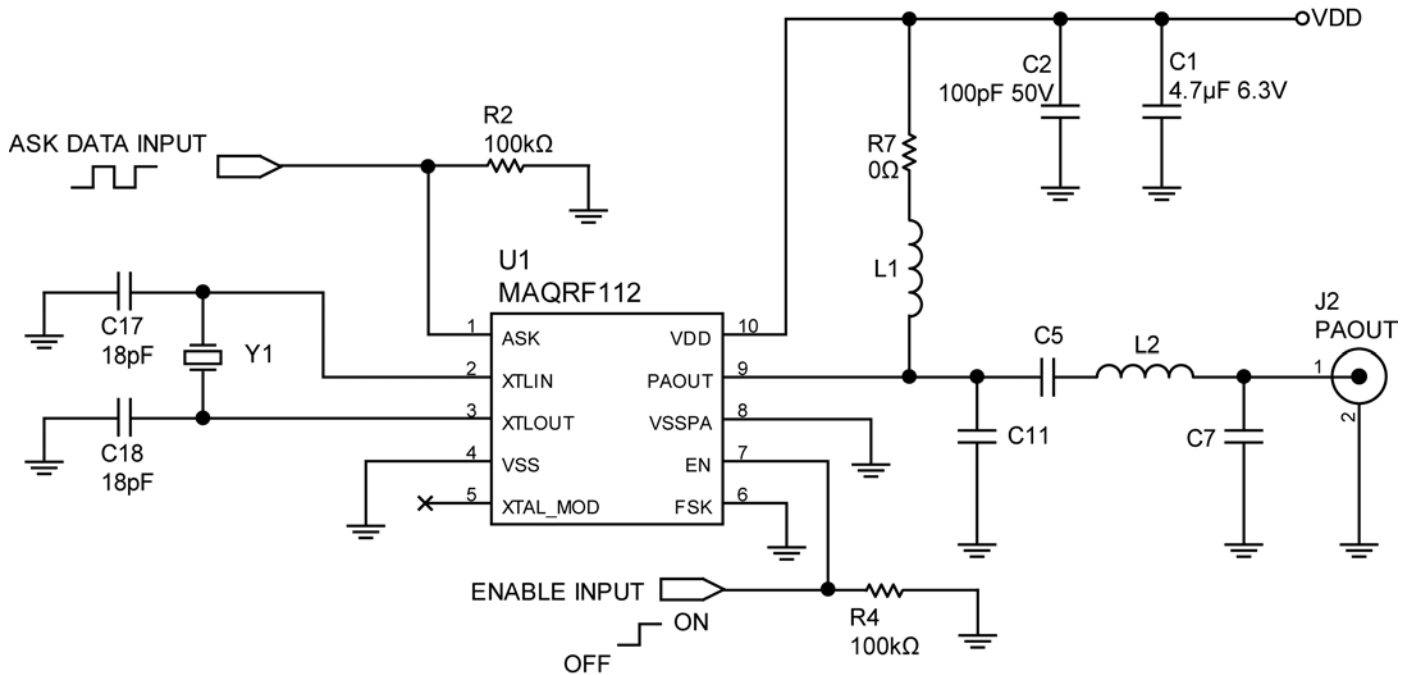 VDD
C2
100pF 50V
C1
4.7µF 6.3V
R2
100kΩ
ASK DATA INPUT
R7
0Ω
L1
U1
MAQRF112
C17
18pF
Y1
C18
18pF
1 ASK
2 XTLIN
3 XTLOUT
4 VSS
5 XTAL_MOD
VDD 10
PAOUT 9
VSSPA 8
EN 7
FSK 6
C5
L2
J2
PAOUT
1
2
C11
C7
ENABLE INPUT
ON
OFF
R4
100kΩ